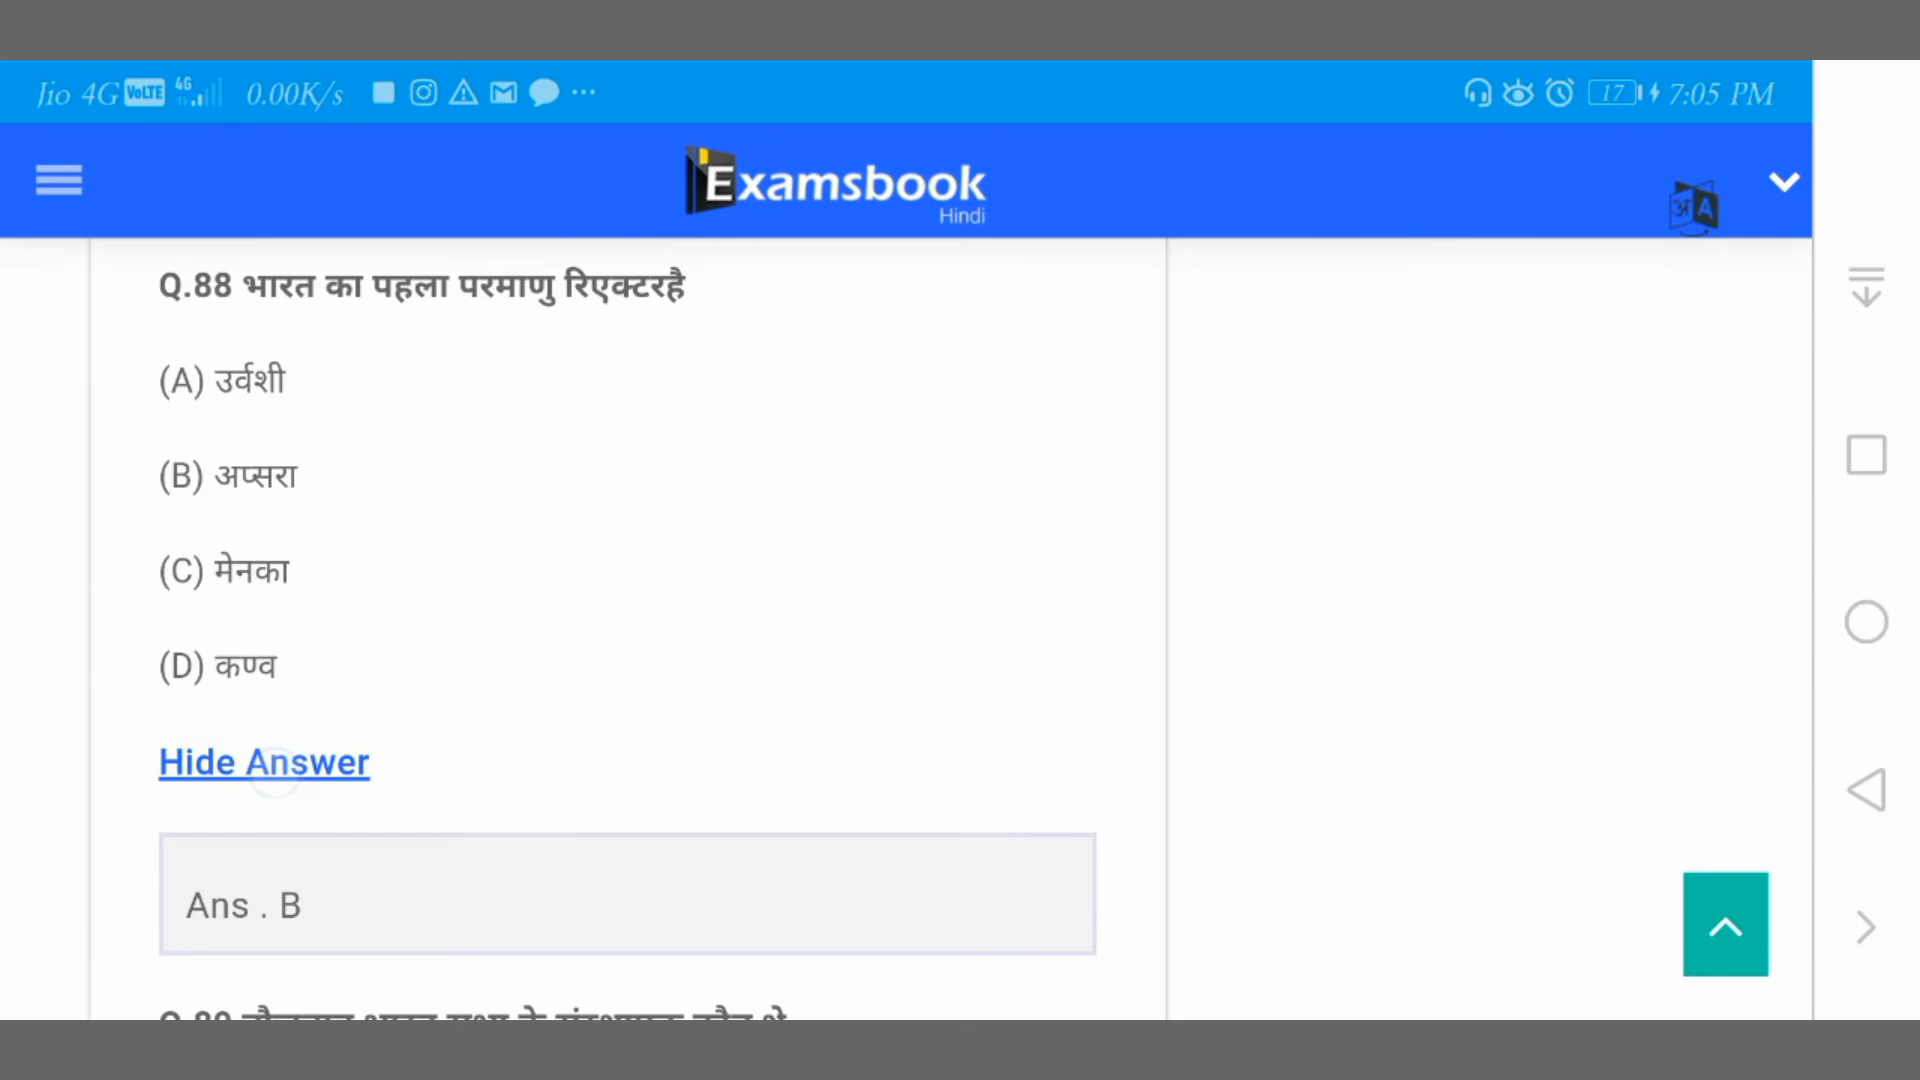 Jio 4G VoLTE 4G 0.00K/s 17 7:05 PM
Examsbook
Hindi
अ A
Q.88 भारत का पहला परमाणु रिएक्टरहै
(A) उर्वशी
(B) अप्सरा
(C) मेनका
(D) कण्व
Hide Answer
Ans . B